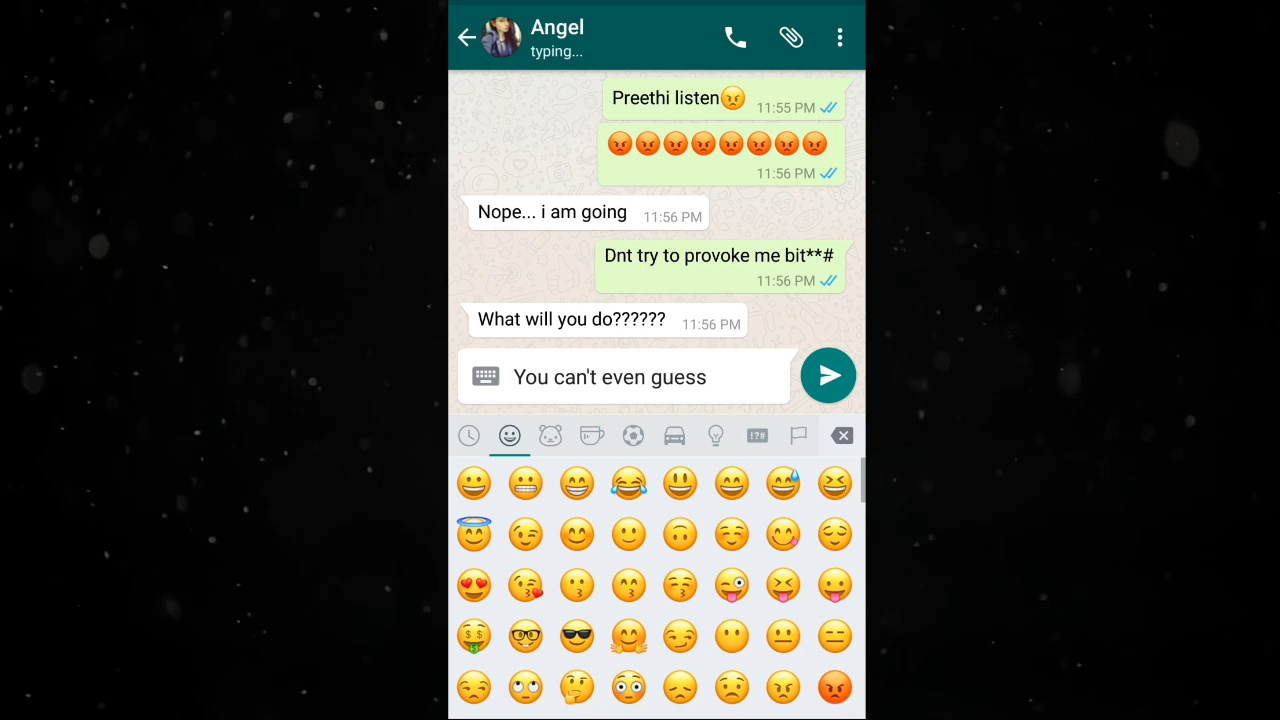 Angel
typing...
Preethi listen😠 11:55 PM
😡😡😡😡😡😡😡😡
11:56 PM
Nope... i am going 11:56 PM
Dnt try to provoke me bit**#
11:56 PM
What will you do?????? 11:56 PM
You can't even guess
!?#